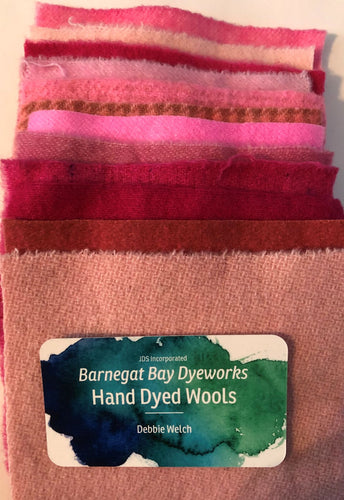 JDS Incorporated
Barnegat Bay Dyeworks
Hand Dyed Wools
Debbie Welch